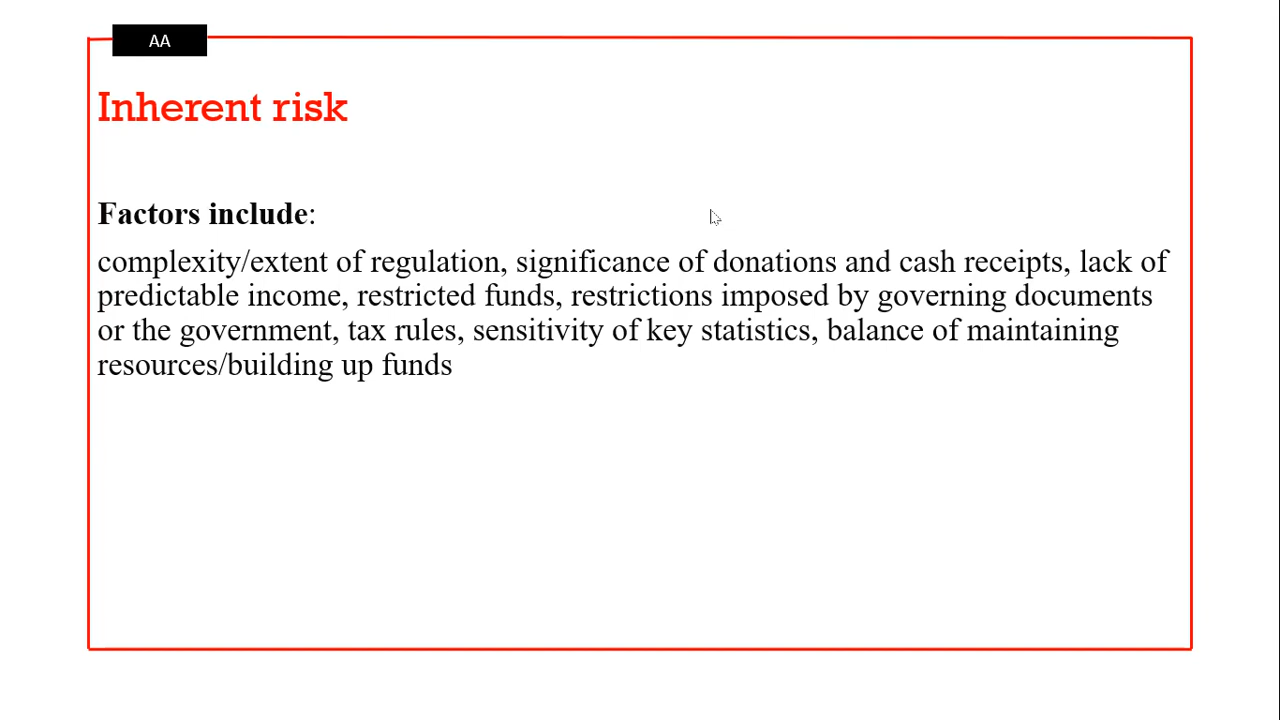 AA
Inherent risk
Factors include:
complexity/extent of regulation, significance of donations and cash receipts, lack of
predictable income, restricted funds, restrictions imposed by governing documents
or the government, tax rules, sensitivity of key statistics, balance of maintaining
resources/building up funds